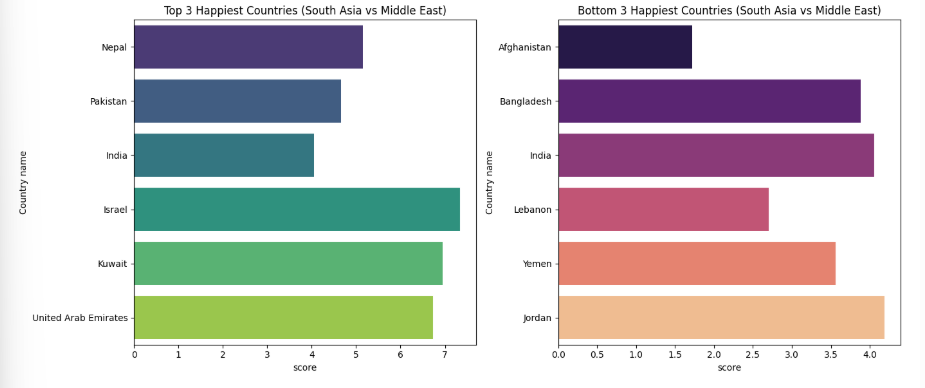 Top 3 Happiest Countries (South Asia vs Middle East)
Country name
Nepal
Pakistan
India
Israel
Kuwait
United Arab Emirates
0 1 2 3 4 5 6 7
score
Bottom 3 Happiest Countries (South Asia vs Middle East)
Country name
Afghanistan
Bangladesh
India
Lebanon
Yemen
Jordan
0.0 0.5 1.0 1.5 2.0 2.5 3.0 3.5 4.0
score